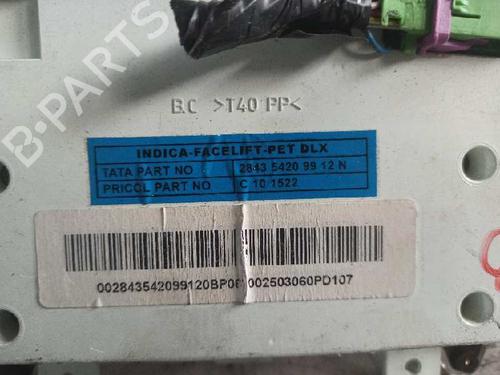 B-PARTS
B.C >T40 PP<
INDICA-FACELIFT-PET DLX
TATA PART NO 2843 5420 99 12 N
PRICOL PART NO C 10 1522